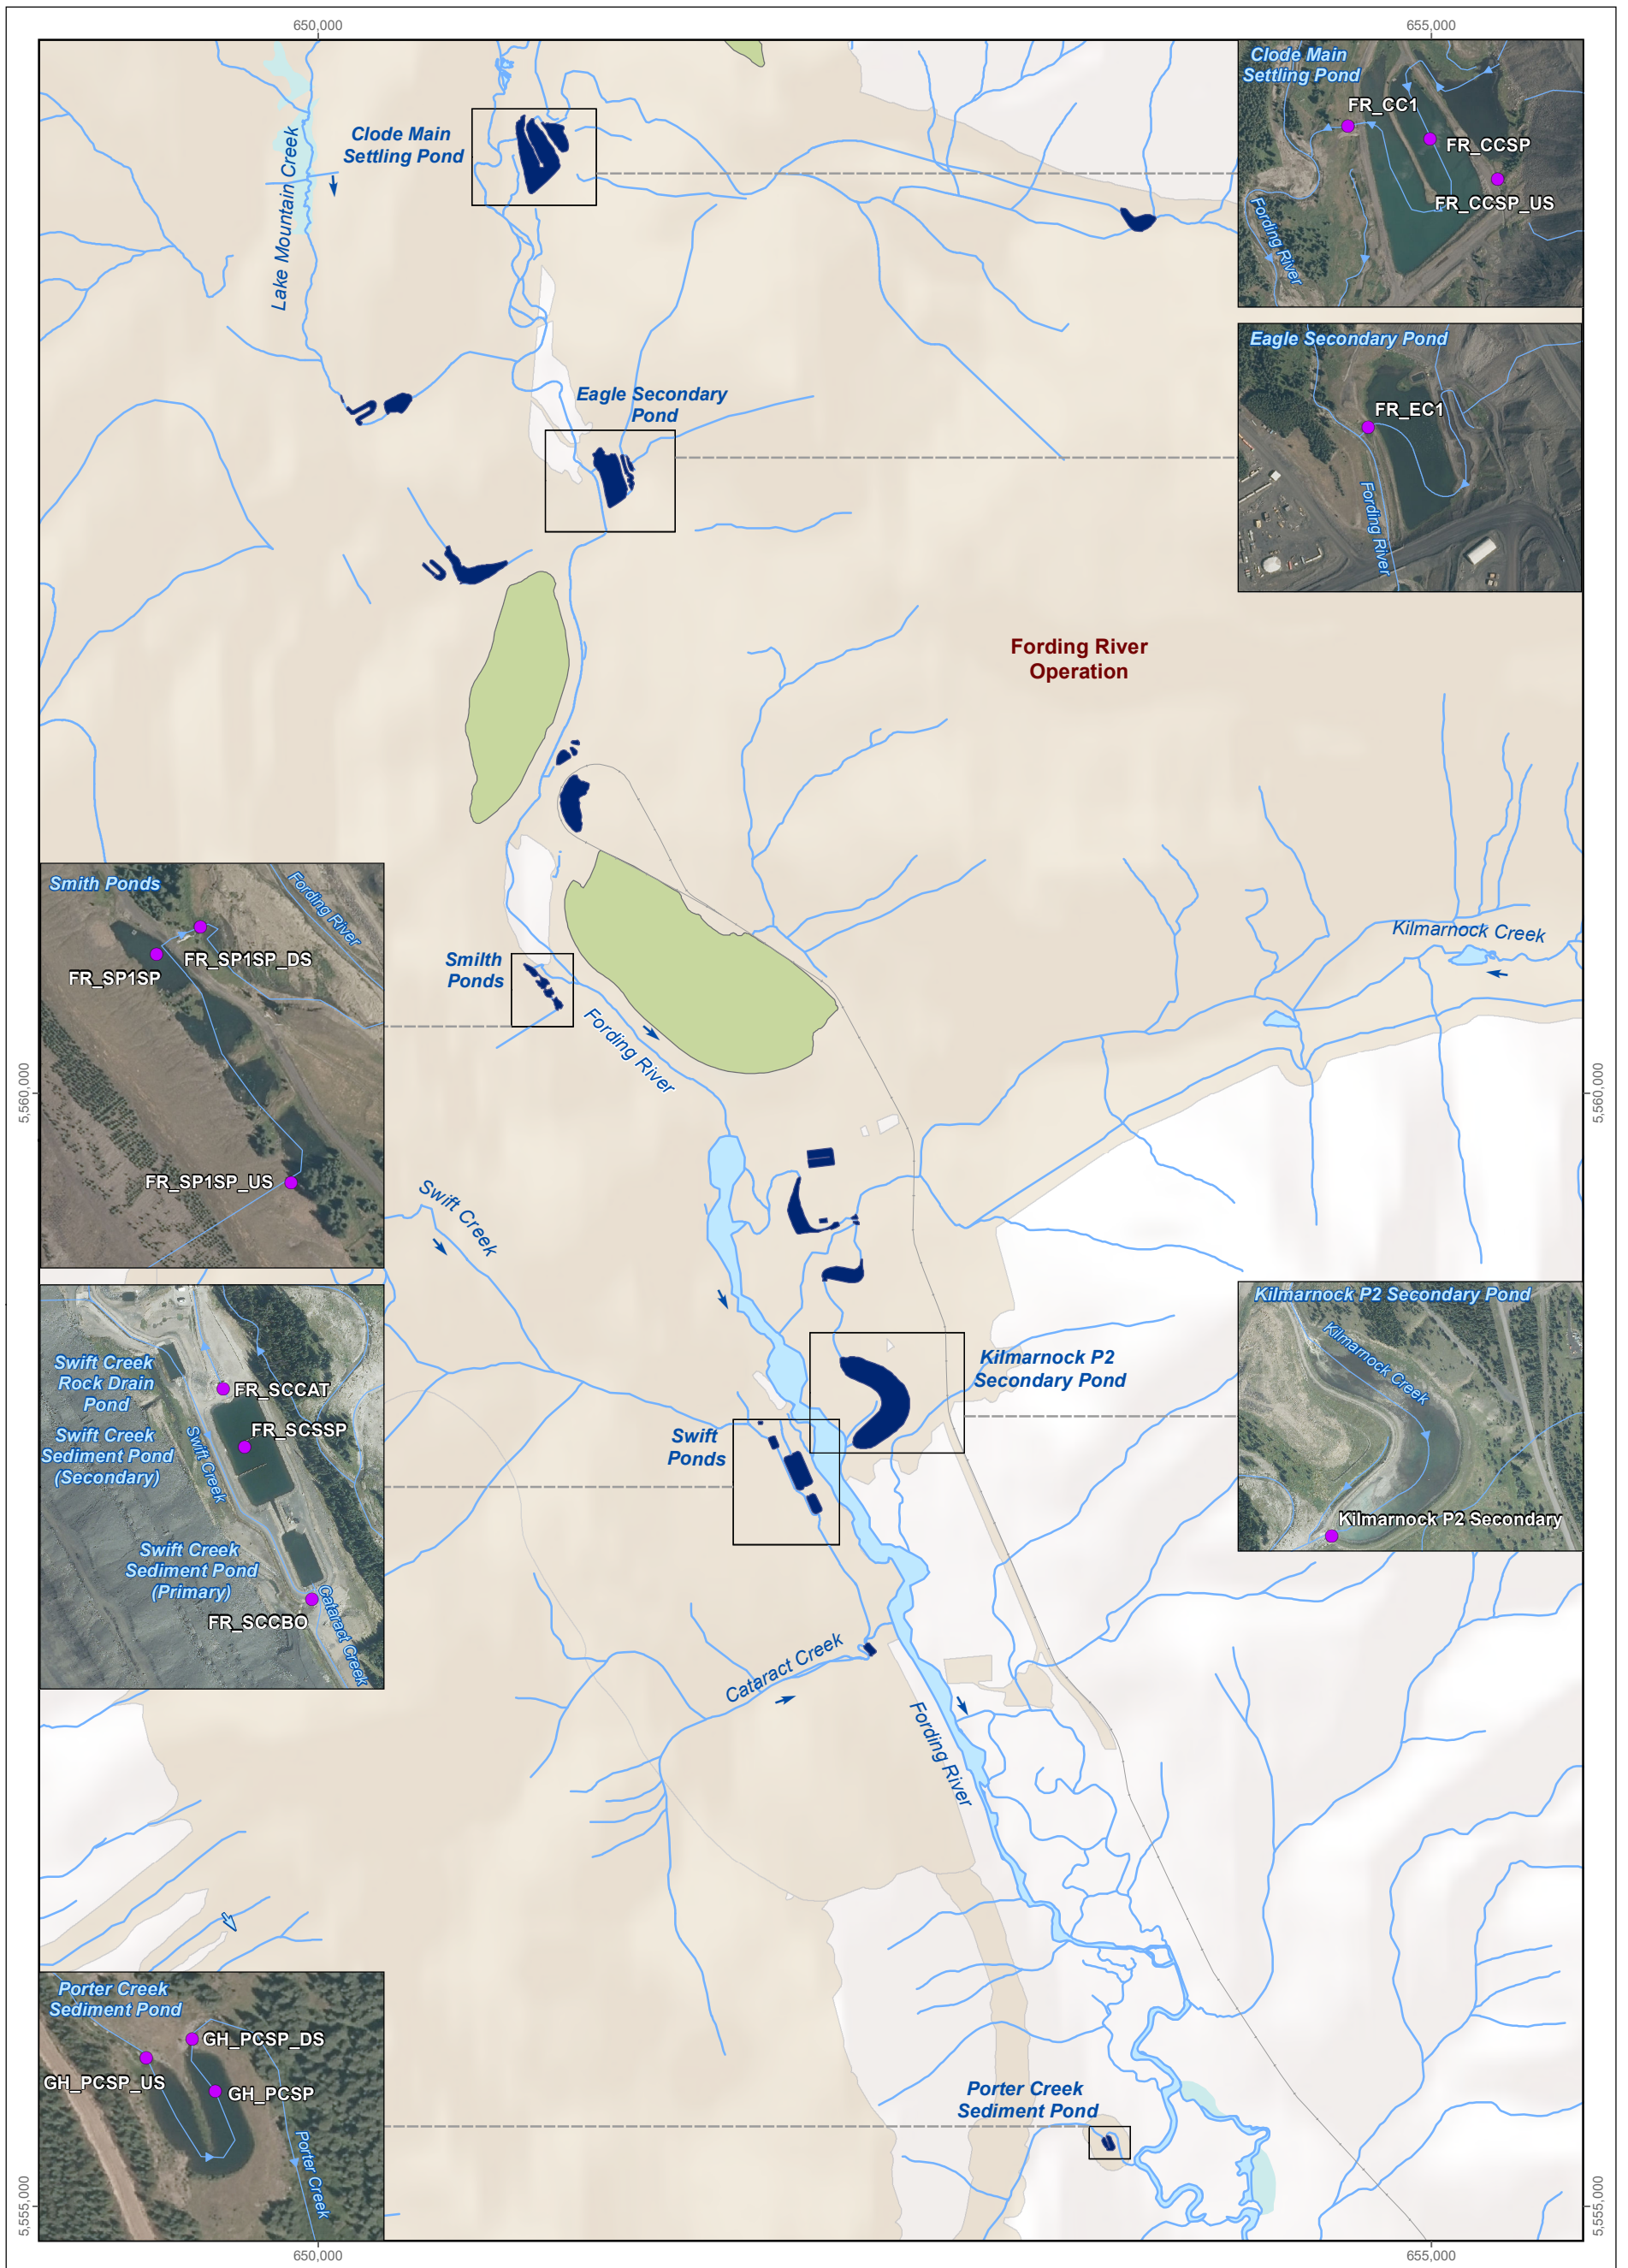 650,000
655,000
Clode Main
Settling Pond
Lake Mountain Creek
Clode Main
Settling Pond
FR_CC1
FR_CCSP
FR_CCSP_US
Fording River
Eagle Secondary
Pond
Eagle Secondary Pond
FR_EC1
Fording River
Fording River
Operation
Smith Ponds
Fording River
FR_SP1SP_DS
FR_SP1SP
FR_SP1SP_US
Smilth
Ponds
Fording River
Kilmarnock Creek
5,560,000
5,560,000
Swift Creek
Swift Creek
Rock Drain
Pond
FR_SCCAT
FR_SCSSP
Swift Creek
Sediment Pond
(Secondary)
Swift Creek
Swift Creek
Sediment Pond
(Primary)
FR_SCCBO
Cataract Creek
Kilmarnock P2
Secondary Pond
Swift
Ponds
Kilmarnock P2 Secondary Pond
Kilmarnock Creek
Kilmarnock P2 Secondary
Cataract Creek
Fording River
Porter Creek
Sediment Pond
GH_PCSP_DS
GH_PCSP_US
GH_PCSP
Porter Creek
Porter Creek
Sediment Pond
5,555,000
5,555,000
650,000
655,000